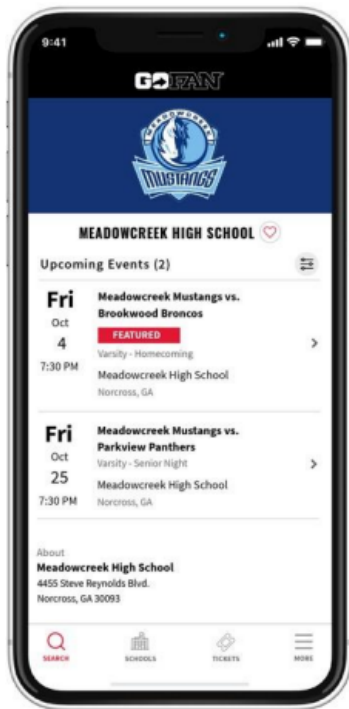 9:41
GOFAN
MEADOWCREEK
MUSTANGS
MEADOWCREEK HIGH SCHOOL
Upcoming Events (2)
Fri
Oct
4
7:30 PM
Meadowcreek Mustangs vs.
Brookwood Broncos
FEATURED
Varsity - Homecoming
Meadowcreek High School
Norcross, GA
Fri
Oct
25
7:30 PM
Meadowcreek Mustangs vs.
Parkview Panthers
Varsity - Senior Night
Meadowcreek High School
Norcross, GA
About
Meadowcreek High School
4455 Steve Reynolds Blvd.
Norcross, GA 30093
SEARCH
SCHOOLS
TICKETS
MORE